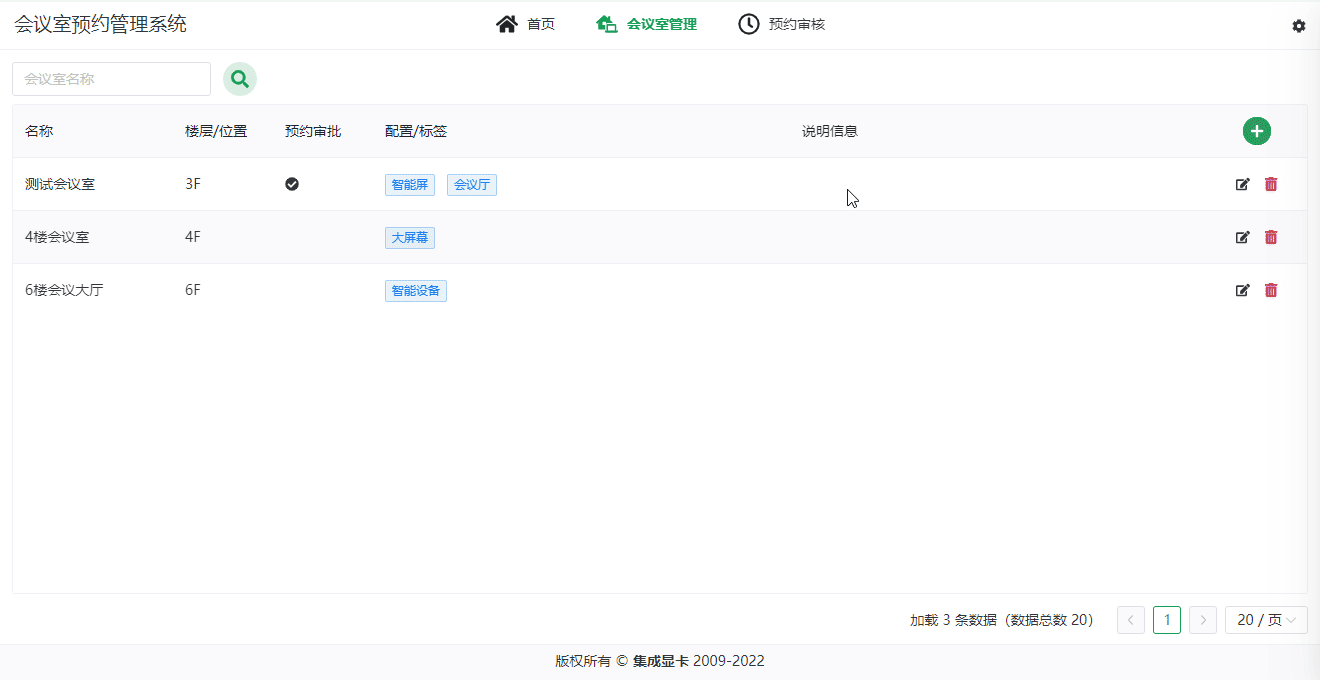 会议室预约管理系统 首页 会议室管理 预约审核
会议室名称
名称 楼层/位置 预约审批 配置/标签 说明信息
测试会议室 3F 智能屏 会议厅
4楼会议室 4F 大屏幕
6楼会议大厅 6F 智能设备
加载 3 条数据（数据总数 20） 1 20 / 页
版权所有 © 集成显卡 2009-2022